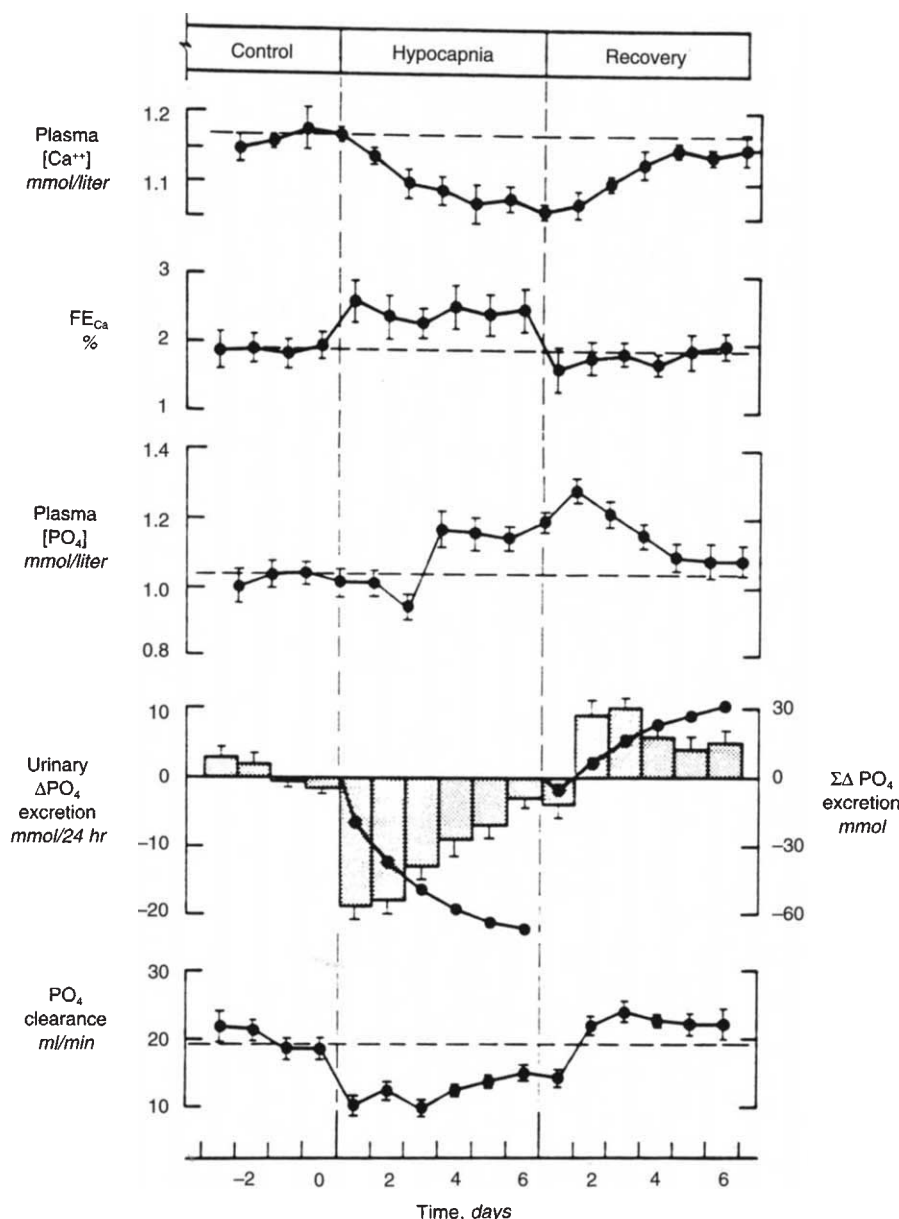 Control Hypocapnia Recovery
1.2
Plasma
[Ca⁺⁺]
mmol/liter
1.1
3
FE_Ca
%
2
1
1.4
Plasma
[PO₄]
mmol/liter
1.2
1.0
0.8
10 30
Urinary
ΔPO₄
excretion
mmol/24 hr
0 0
ΣΔ PO₄
excretion
mmol
–10 –30
–20 –60
30
PO₄
clearance
ml/min
20
10
–2 0 2 4 6 2 4 6
Time, days